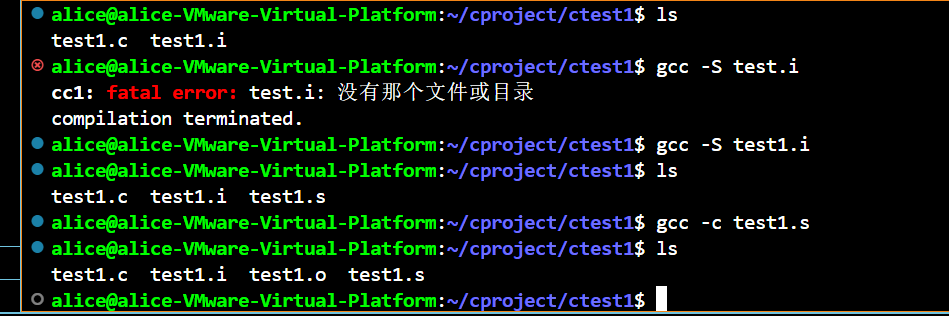 alice@alice-VMware-Virtual-Platform:~/cproject/ctest1$ ls
test1.c  test1.i
alice@alice-VMware-Virtual-Platform:~/cproject/ctest1$ gcc -S test.i
cc1: fatal error: test.i: 没有那个文件或目录
compilation terminated.
alice@alice-VMware-Virtual-Platform:~/cproject/ctest1$ gcc -S test1.i
alice@alice-VMware-Virtual-Platform:~/cproject/ctest1$ ls
test1.c  test1.i  test1.s
alice@alice-VMware-Virtual-Platform:~/cproject/ctest1$ gcc -c test1.s
alice@alice-VMware-Virtual-Platform:~/cproject/ctest1$ ls
test1.c  test1.i  test1.o  test1.s
alice@alice-VMware-Virtual-Platform:~/cproject/ctest1$